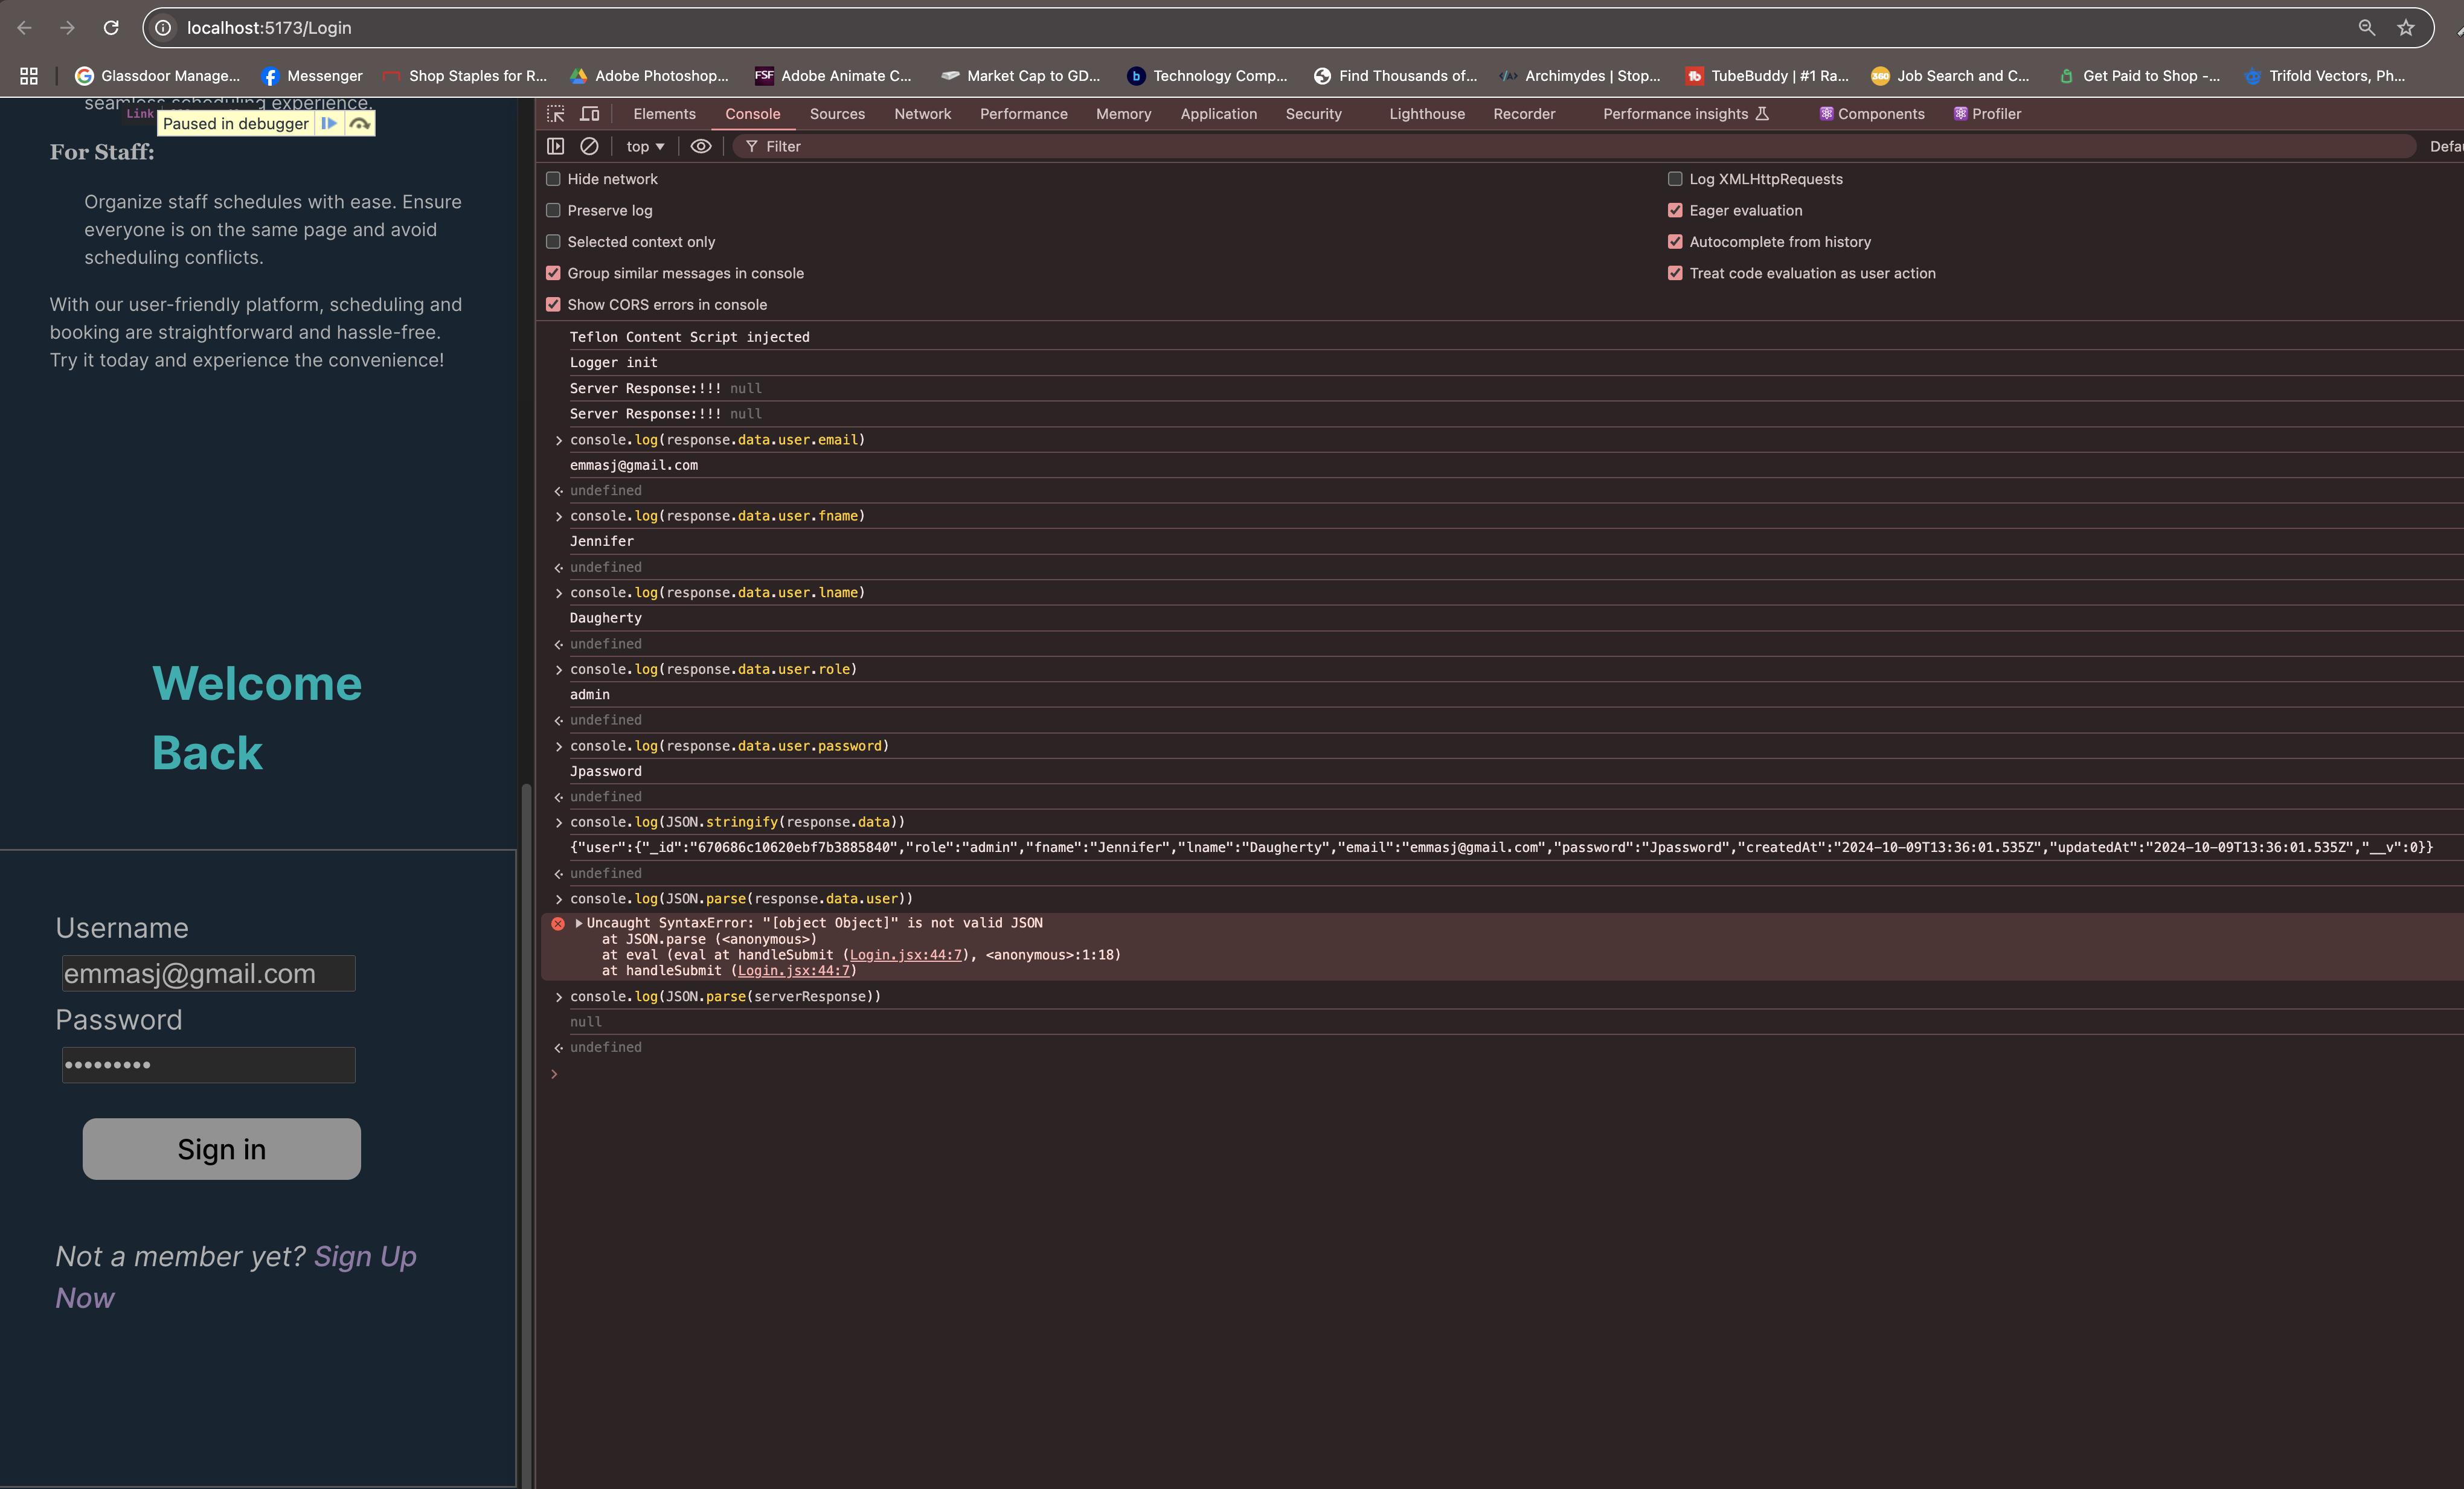 localhost:5173/Login
Glassdoor Manage...
Messenger
Shop Staples for R...
Adobe Photoshop...
FSF
Adobe Animate C...
Market Cap to GD...
b
Technology Comp...
Find Thousands of...
Archimydes | Stop...
tb
TubeBuddy | #1 Ra...
360
Job Search and C...
Get Paid to Shop -...
Trifold Vectors, Ph...
seamless scheduling experience.
Link
Paused in debugger
For Staff:
Organize staff schedules with ease. Ensure
everyone is on the same page and avoid
scheduling conflicts.
With our user-friendly platform, scheduling and
booking are straightforward and hassle-free.
Try it today and experience the convenience!
Welcome
Back
Username
emmasj@gmail.com
Password
•••••••••
Sign in
Not a member yet? Sign Up
Now
Elements
Console
Sources
Network
Performance
Memory
Application
Security
Lighthouse
Recorder
Performance insights
Components
Profiler
top
Filter
Defau
Hide network
Log XMLHttpRequests
Preserve log
Eager evaluation
Selected context only
Autocomplete from history
Group similar messages in console
Treat code evaluation as user action
Show CORS errors in console
Teflon Content Script injected
Logger init
Server Response:!!! null
Server Response:!!! null
console.log(response.data.user.email)
emmasj@gmail.com
undefined
console.log(response.data.user.fname)
Jennifer
undefined
console.log(response.data.user.lname)
Daugherty
undefined
console.log(response.data.user.role)
admin
undefined
console.log(response.data.user.password)
Jpassword
undefined
console.log(JSON.stringify(response.data))
{"user":{"_id":"670686c10620ebf7b3885840","role":"admin","fname":"Jennifer","lname":"Daugherty","email":"emmasj@gmail.com","password":"Jpassword","createdAt":"2024-10-09T13:36:01.535Z","updatedAt":"2024-10-09T13:36:01.535Z","__v":0}}
undefined
console.log(JSON.parse(response.data.user))
Uncaught SyntaxError: "[object Object]" is not valid JSON
at JSON.parse (<anonymous>)
at eval (eval at handleSubmit (Login.jsx:44:7), <anonymous>:1:18)
at handleSubmit (Login.jsx:44:7)
console.log(JSON.parse(serverResponse))
null
undefined